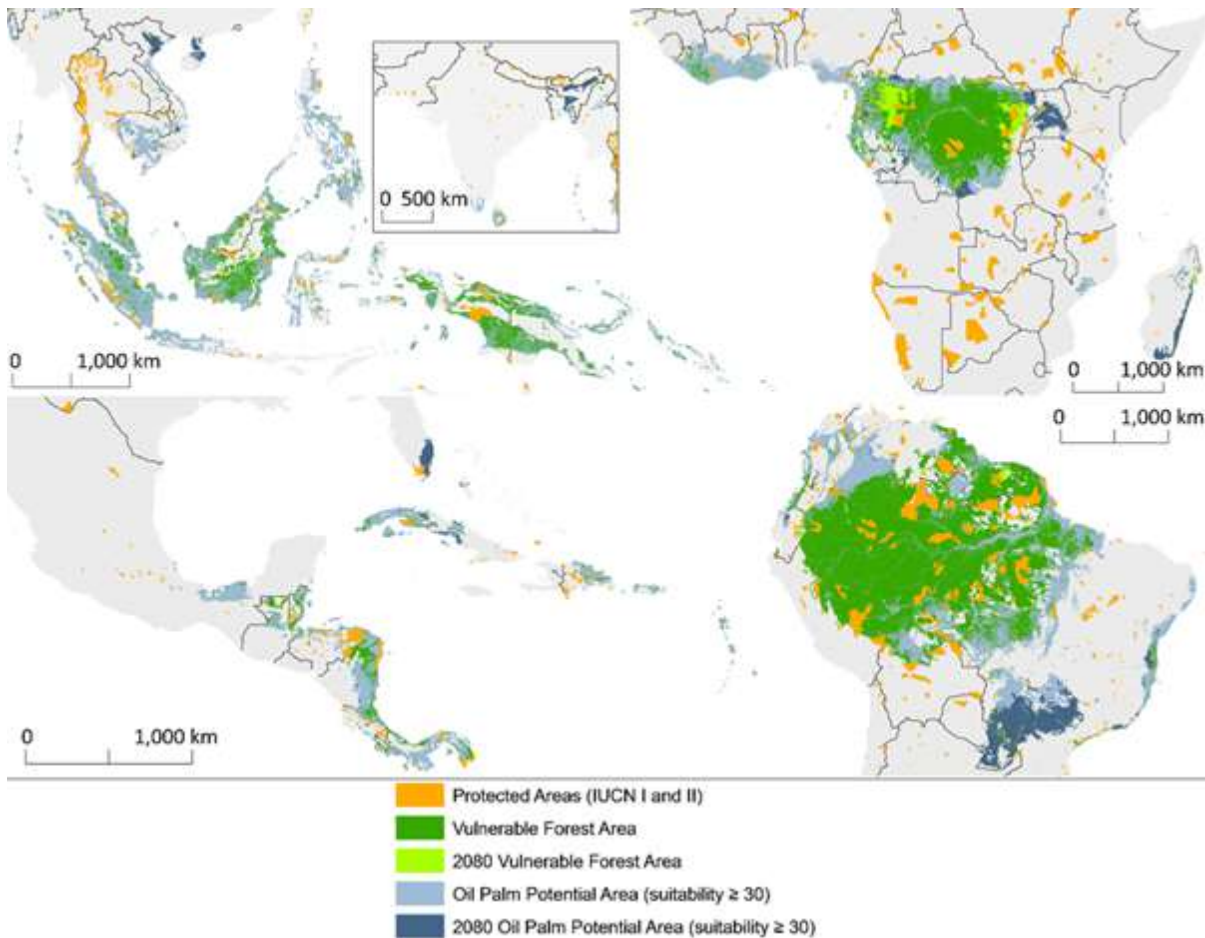 0 500 km
0 1,000 km
0 1,000 km
0 1,000 km
0 1,000 km
Protected Areas (IUCN I and II)
Vulnerable Forest Area
2080 Vulnerable Forest Area
Oil Palm Potential Area (suitability ≥ 30)
2080 Oil Palm Potential Area (suitability ≥ 30)